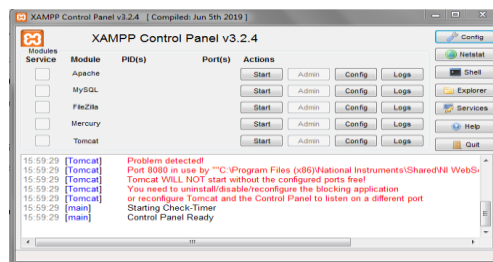 XAMPP Control Panel v3.2.4 [ Compiled: Jun 5th 2019 ]
XAMPP Control Panel v3.2.4
Config
Modules
Service Module PID(s) Port(s) Actions
Netstat
Apache Start Admin Config Logs
Shell
MySQL Start Admin Config Logs
Explorer
FileZilla Start Admin Config Logs
Services
Mercury Start Admin Config Logs
Help
Tomcat Start Admin Config Logs
Quit
15:59:29 [Tomcat] Problem detected!
15:59:29 [Tomcat] Port 8080 in use by ""C:\Program Files (x86)\National Instruments\Shared\NI WebS
15:59:29 [Tomcat] Tomcat WILL NOT start without the configured ports free!
15:59:29 [Tomcat] You need to uninstall/disable/reconfigure the blocking application
15:59:29 [Tomcat] or reconfigure Tomcat and the Control Panel to listen on a different port
15:59:29 [main] Starting Check-Timer
15:59:29 [main] Control Panel Ready